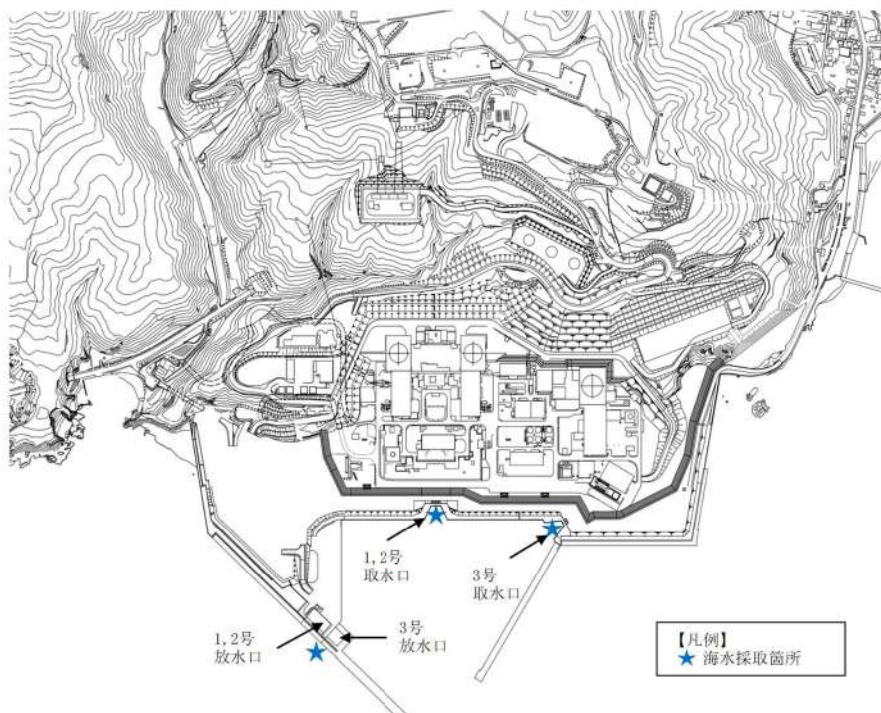 1,2号
取水口
3号
取水口
1,2号
放水口
3号
放水口
【凡例】
★ 海水採取箇所